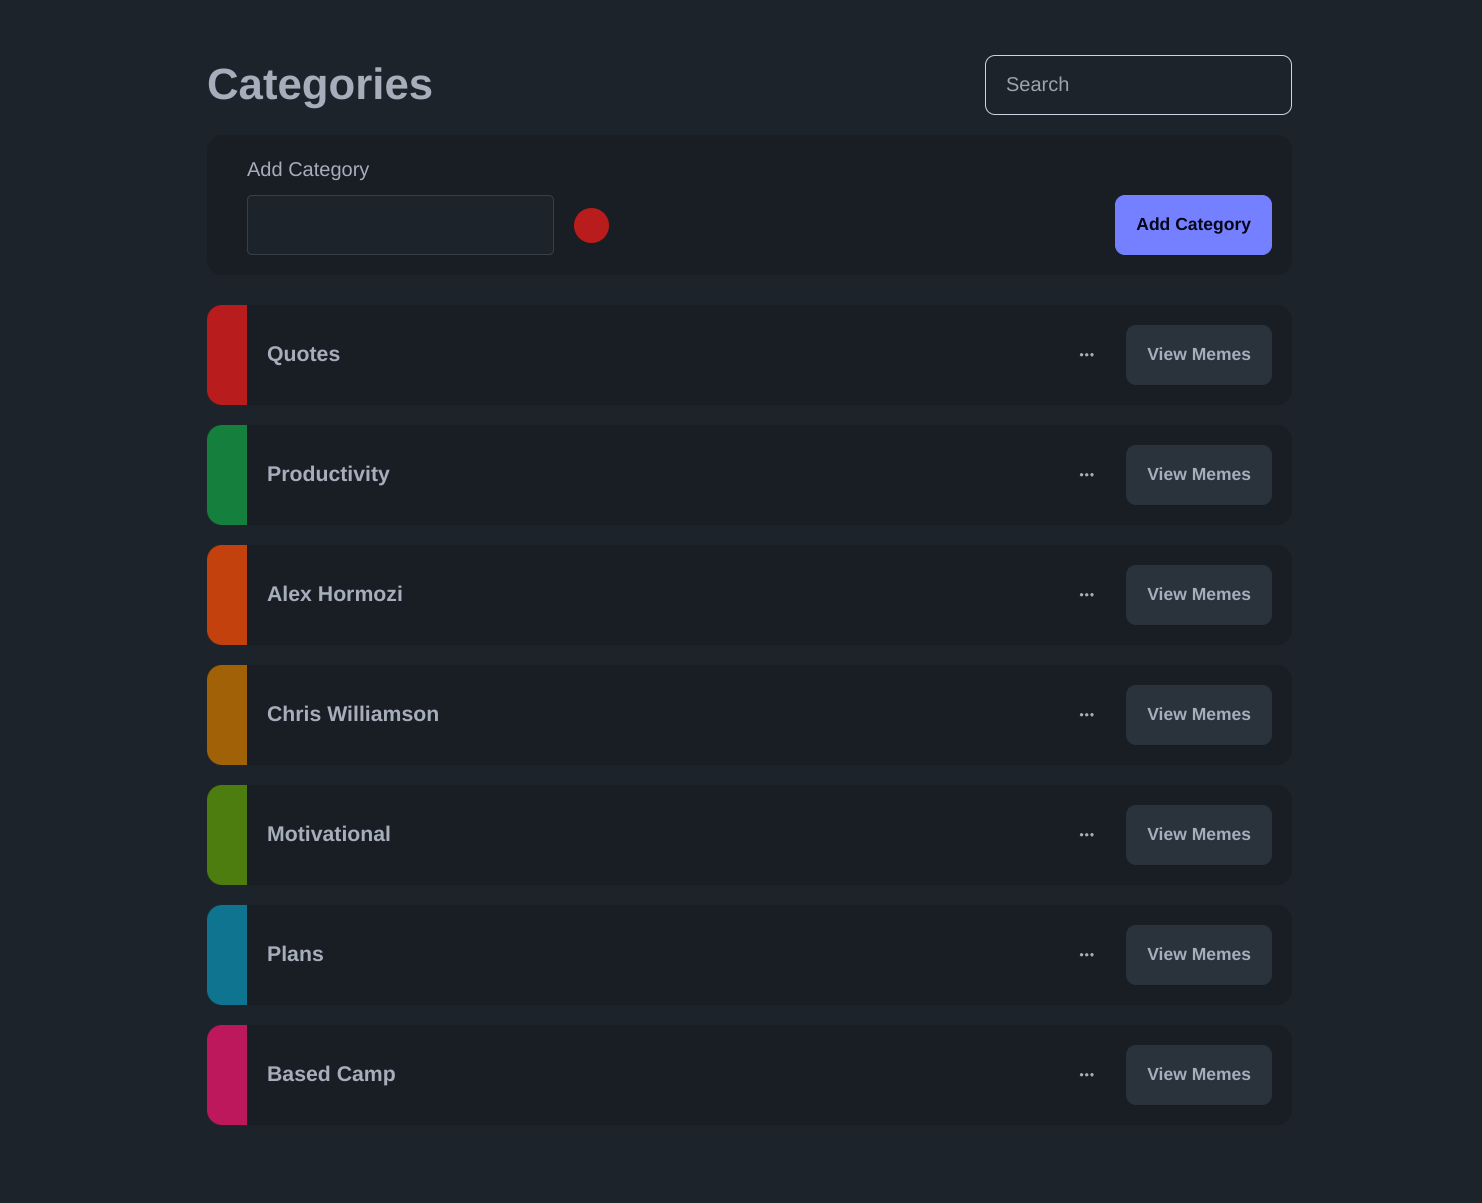 Categories
Search
Add Category
Add Category
Quotes
View Memes
Productivity
View Memes
Alex Hormozi
View Memes
Chris Williamson
View Memes
Motivational
View Memes
Plans
View Memes
Based Camp
View Memes